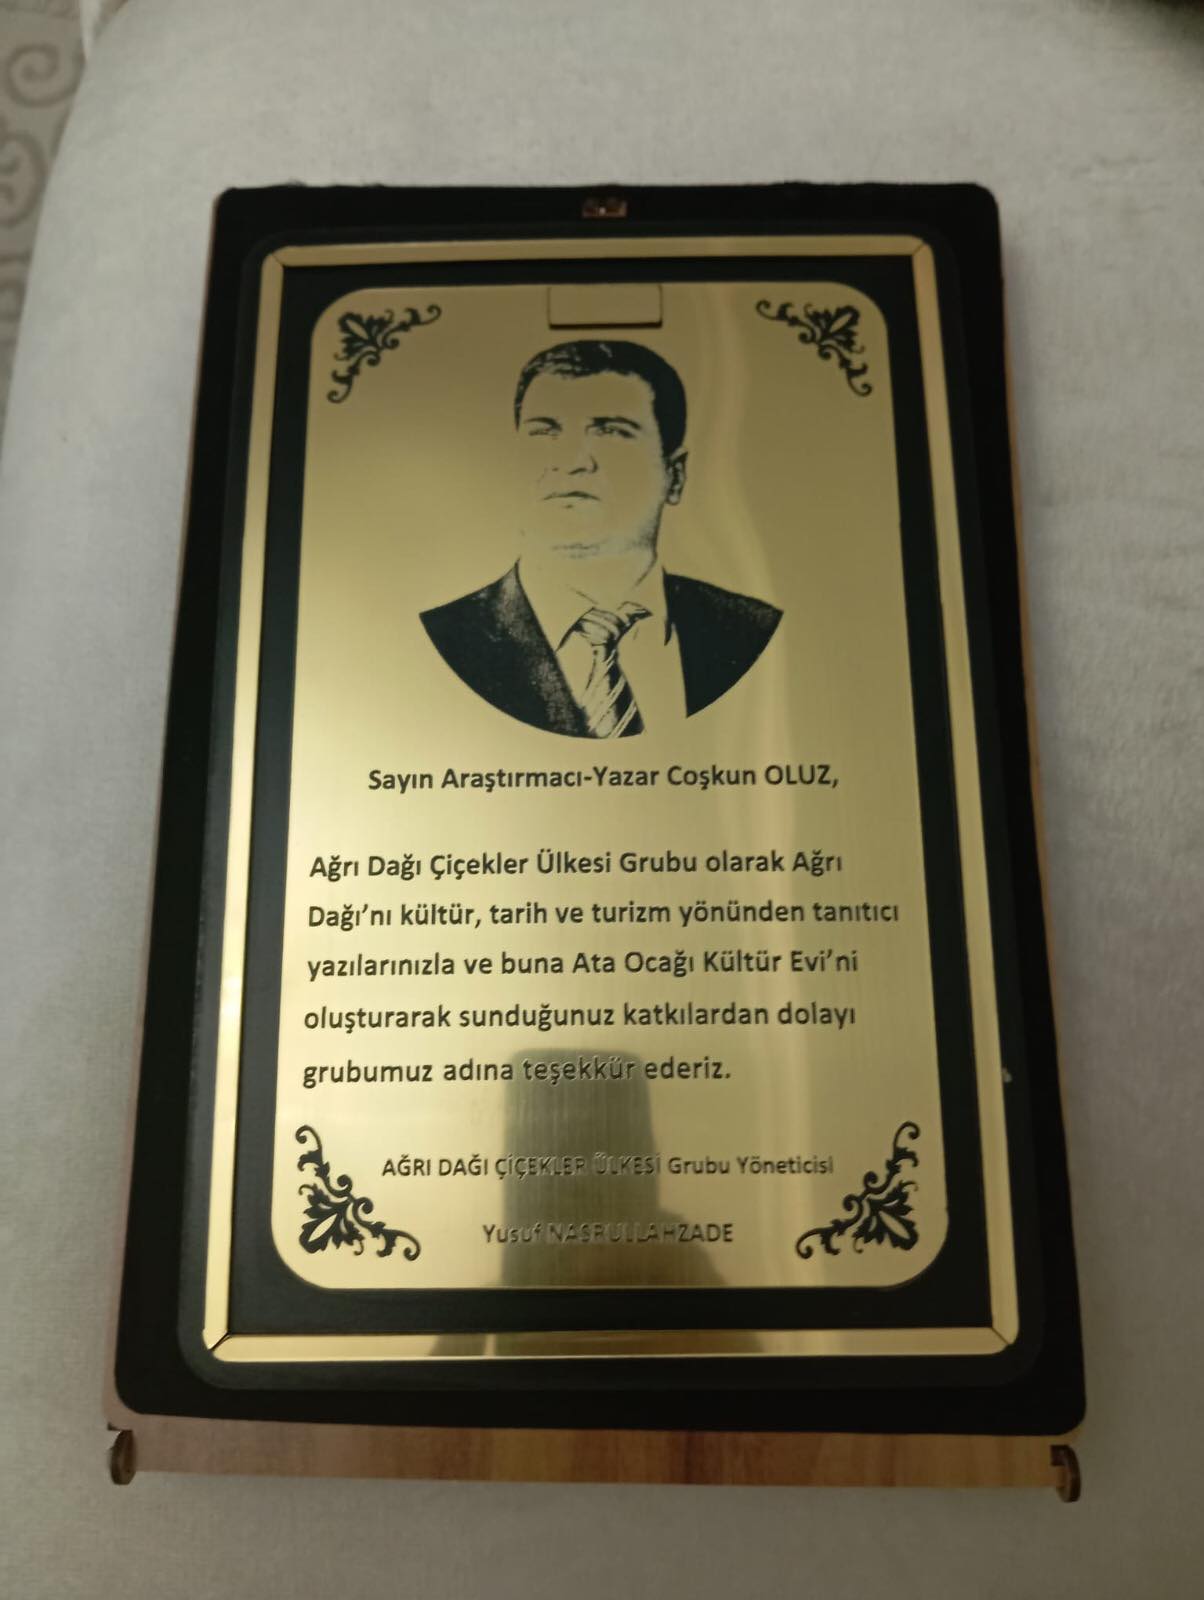 Sayın Araştırmacı-Yazar Coşkun OLUZ,
Ağrı Dağı Çiçekler Ülkesi Grubu olarak Ağrı
Dağı'nı kültür, tarih ve turizm yönünden tanıtıcı
yazılarınızla ve buna Ata Ocağı Kültür Evi'ni
oluşturarak sunduğunuz katkılardan dolayı
grubumuz adına teşekkür ederiz.
AĞRI DAĞI ÇİÇEKLER ÜLKESİ Grubu Yöneticisi
Yusuf NASRULLAHZADE